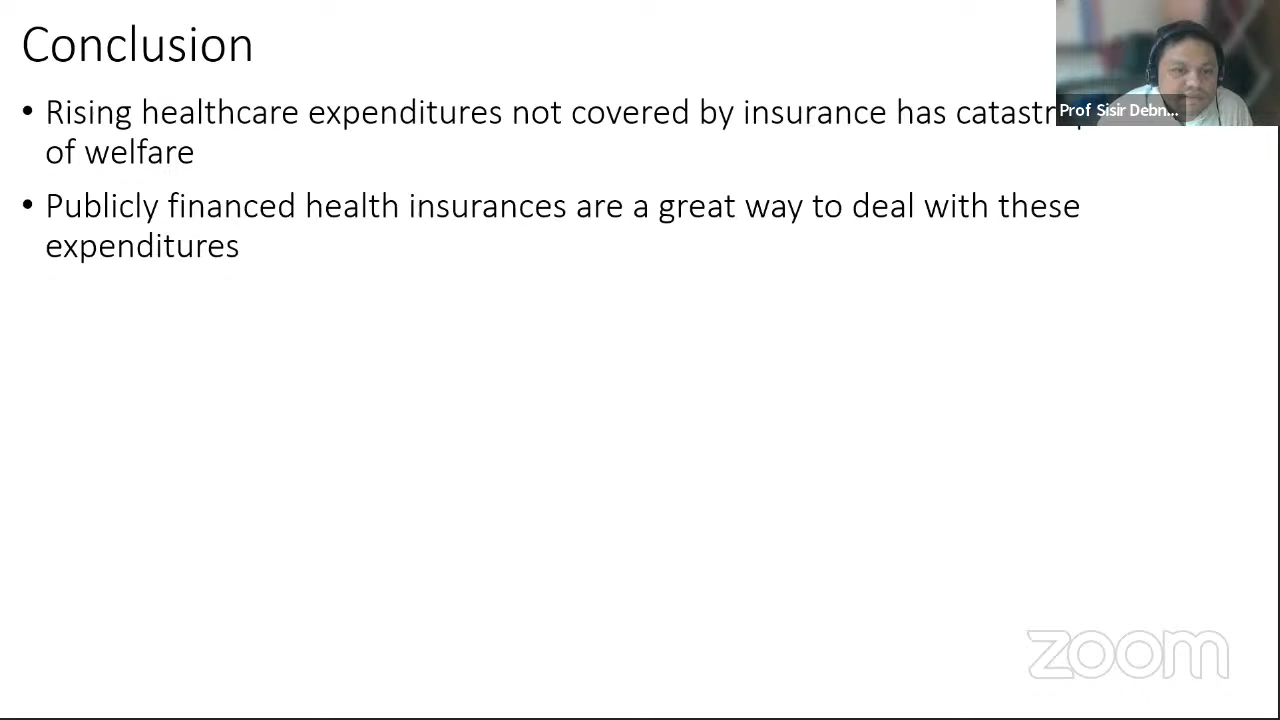 Conclusion
• Rising healthcare expenditures not covered by insurance has
of welfare
• Publicly financed health insurances are a great way to deal with these
expenditures
Prof Sisir Debn...
zoom